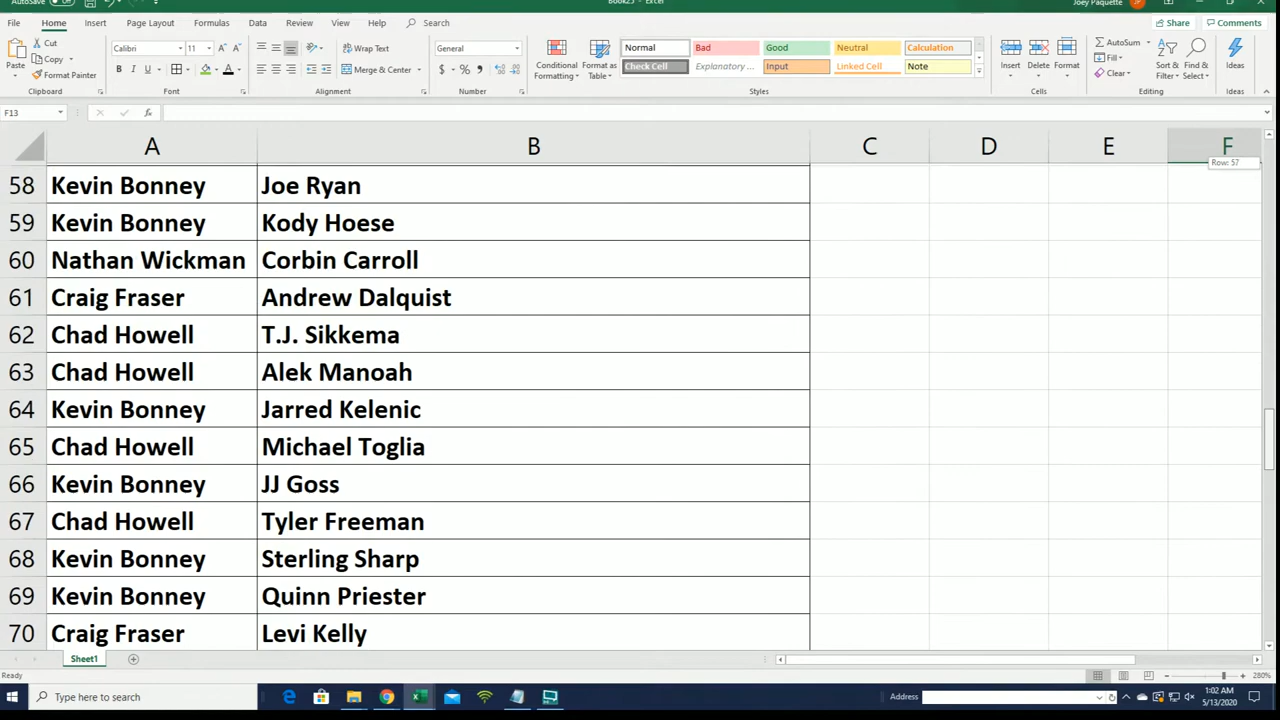 AutoSave Off Book25 - Excel Joey Paquette
File Home Insert Page Layout Formulas Data Review View Help Search Share Comments
Cut
Copy
Format Painter
Paste
Clipboard
Calibri 11
B I U
Font
Wrap Text
Merge & Center
Alignment
General
$ % ,
Number
Conditional Formatting
Format as Table
Normal Bad Good Neutral Calculation
Check Cell Explanatory ... Input Linked Cell Note
Styles
Insert Delete Format
Cells
AutoSum
Fill
Clear
Sort & Filter
Find & Select
Editing
Ideas
Ideas
F13
A B C D E F
Row: 57
58 Kevin Bonney Joe Ryan
59 Kevin Bonney Kody Hoese
60 Nathan Wickman Corbin Carroll
61 Craig Fraser Andrew Dalquist
62 Chad Howell T.J. Sikkema
63 Chad Howell Alek Manoah
64 Kevin Bonney Jarred Kelenic
65 Chad Howell Michael Toglia
66 Kevin Bonney JJ Goss
67 Chad Howell Tyler Freeman
68 Kevin Bonney Sterling Sharp
69 Kevin Bonney Quinn Priester
70 Craig Fraser Levi Kelly
Sheet1
Ready 280%
Type here to search Address 1:02 AM
5/13/2020